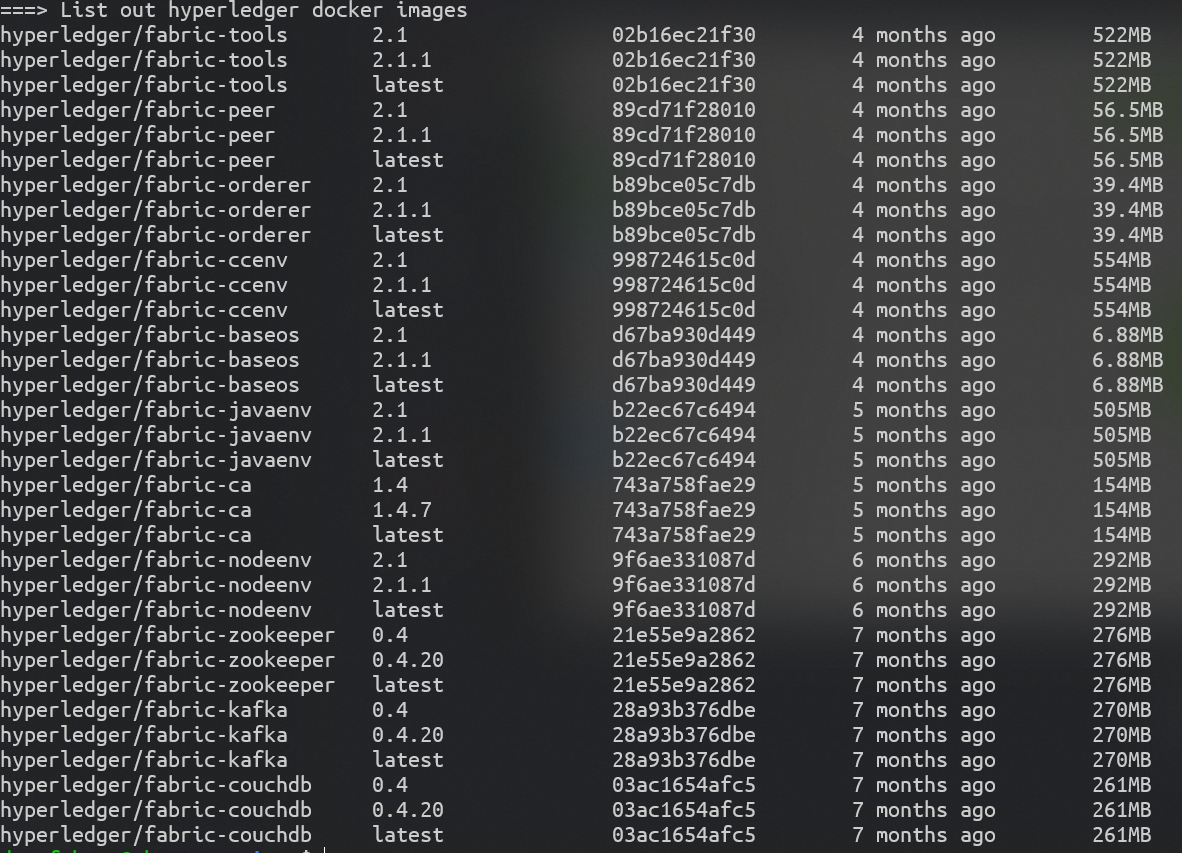 ===> List out hyperledger docker images
hyperledger/fabric-tools 2.1 02b16ec21f30 4 months ago 522MB
hyperledger/fabric-tools 2.1.1 02b16ec21f30 4 months ago 522MB
hyperledger/fabric-tools latest 02b16ec21f30 4 months ago 522MB
hyperledger/fabric-peer 2.1 89cd71f28010 4 months ago 56.5MB
hyperledger/fabric-peer 2.1.1 89cd71f28010 4 months ago 56.5MB
hyperledger/fabric-peer latest 89cd71f28010 4 months ago 56.5MB
hyperledger/fabric-orderer 2.1 b89bce05c7db 4 months ago 39.4MB
hyperledger/fabric-orderer 2.1.1 b89bce05c7db 4 months ago 39.4MB
hyperledger/fabric-orderer latest b89bce05c7db 4 months ago 39.4MB
hyperledger/fabric-ccenv 2.1 998724615c0d 4 months ago 554MB
hyperledger/fabric-ccenv 2.1.1 998724615c0d 4 months ago 554MB
hyperledger/fabric-ccenv latest 998724615c0d 4 months ago 554MB
hyperledger/fabric-baseos 2.1 d67ba930d449 4 months ago 6.88MB
hyperledger/fabric-baseos 2.1.1 d67ba930d449 4 months ago 6.88MB
hyperledger/fabric-baseos latest d67ba930d449 4 months ago 6.88MB
hyperledger/fabric-javaenv 2.1 b22ec67c6494 5 months ago 505MB
hyperledger/fabric-javaenv 2.1.1 b22ec67c6494 5 months ago 505MB
hyperledger/fabric-javaenv latest b22ec67c6494 5 months ago 505MB
hyperledger/fabric-ca 1.4 743a758fae29 5 months ago 154MB
hyperledger/fabric-ca 1.4.7 743a758fae29 5 months ago 154MB
hyperledger/fabric-ca latest 743a758fae29 5 months ago 154MB
hyperledger/fabric-nodeenv 2.1 9f6ae331087d 6 months ago 292MB
hyperledger/fabric-nodeenv 2.1.1 9f6ae331087d 6 months ago 292MB
hyperledger/fabric-nodeenv latest 9f6ae331087d 6 months ago 292MB
hyperledger/fabric-zookeeper 0.4 21e55e9a2862 7 months ago 276MB
hyperledger/fabric-zookeeper 0.4.20 21e55e9a2862 7 months ago 276MB
hyperledger/fabric-zookeeper latest 21e55e9a2862 7 months ago 276MB
hyperledger/fabric-kafka 0.4 28a93b376dbe 7 months ago 270MB
hyperledger/fabric-kafka 0.4.20 28a93b376dbe 7 months ago 270MB
hyperledger/fabric-kafka latest 28a93b376dbe 7 months ago 270MB
hyperledger/fabric-couchdb 0.4 03ac1654afc5 7 months ago 261MB
hyperledger/fabric-couchdb 0.4.20 03ac1654afc5 7 months ago 261MB
hyperledger/fabric-couchdb latest 03ac1654afc5 7 months ago 261MB